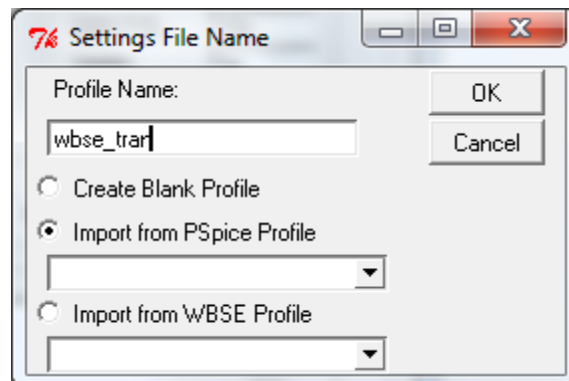 Settings File Name
Profile Name:
OK
wbse_tran
Cancel
Create Blank Profile
Import from PSpice Profile
Import from WBSE Profile